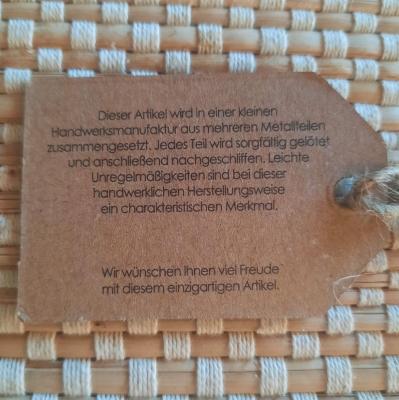 Dieser Artikel wird in einer kleinen
Handwerksmanufaktur aus mehreren Metallteilen
zusammengesetzt. Jedes Teil wird sorgfältig gelötet
und anschließend nachgeschliffen. Leichte
Unregelmäßigkeiten sind bei dieser
handwerklichen Herstellungsweise
ein charakteristischen Merkmal.
Wir wünschen Ihnen viel Freude
mit diesem einzigartigen Artikel.